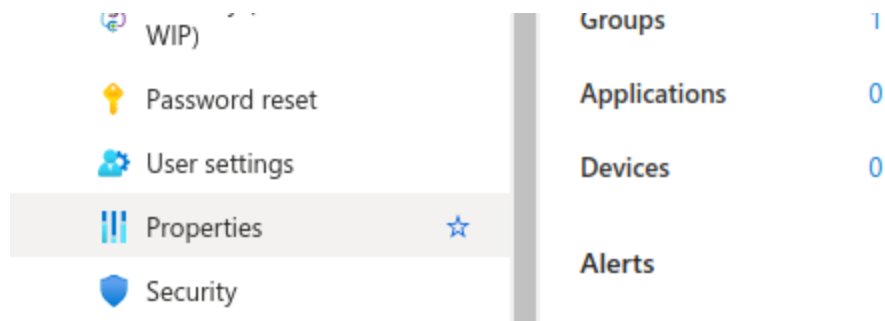 WIP)
Password reset
User settings
Properties
Security
Groups 1
Applications 0
Devices 0
Alerts